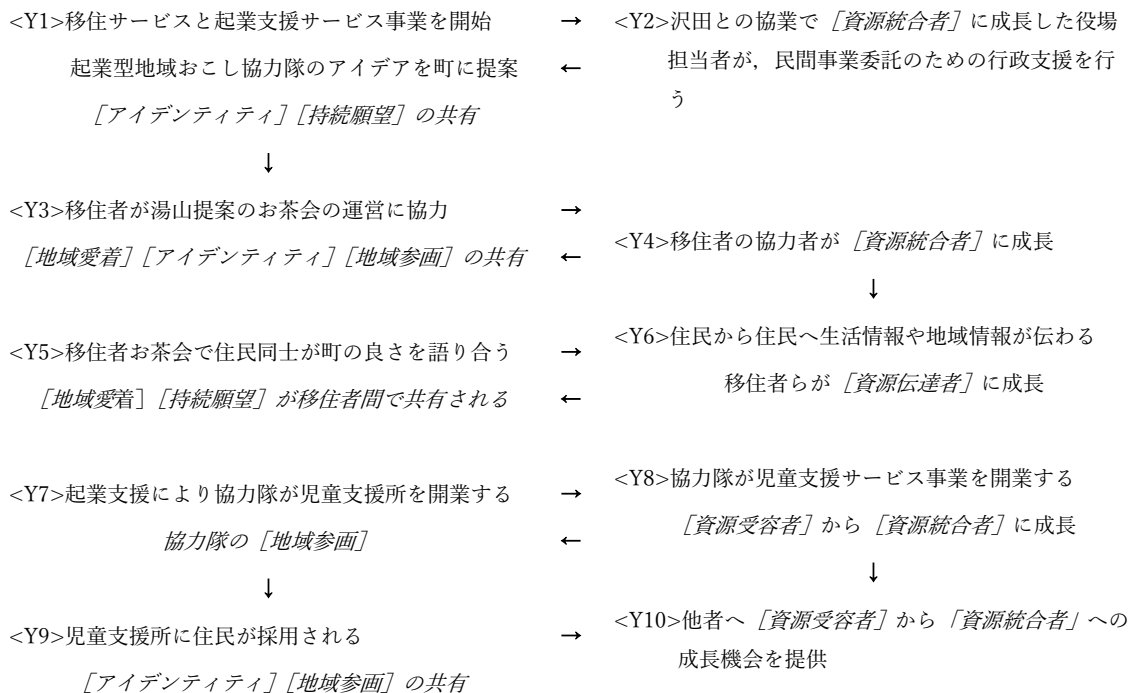 <Y1>移住サービスと起業支援サービス事業を開始 → <Y2>沢田との協業で［資源統合者］に成長した役場
起業型地域おこし協力隊のアイデアを町に提案 ← 担当者が，民間事業委託のための行政支援を行
う
［アイデンティティ］［持続願望］の共有
↓
<Y3>移住者が湯山提案のお茶会の運営に協力 →
<Y4>移住者の協力者が［資源統合者］に成長
［地域愛着］［アイデンティティ］［地域参画］の共有 ←
↓
<Y5>移住者お茶会で住民同士が町の良さを語り合う → <Y6>住民から住民へ生活情報や地域情報が伝わる
［地域愛着］［持続願望］が移住者間で共有される ← 移住者らが［資源伝達者］に成長
<Y7>起業支援により協力隊が児童支援所を開業する → <Y8>協力隊が児童支援サービス事業を開業する
協力隊の［地域参画］ ← ［資源受容者］から［資源統合者］に成長
↓ ↓
<Y9>児童支援所に住民が採用される → <Y10>他者へ［資源受容者］から「資源統合者」への
成長機会を提供
［アイデンティティ］［地域参画］の共有